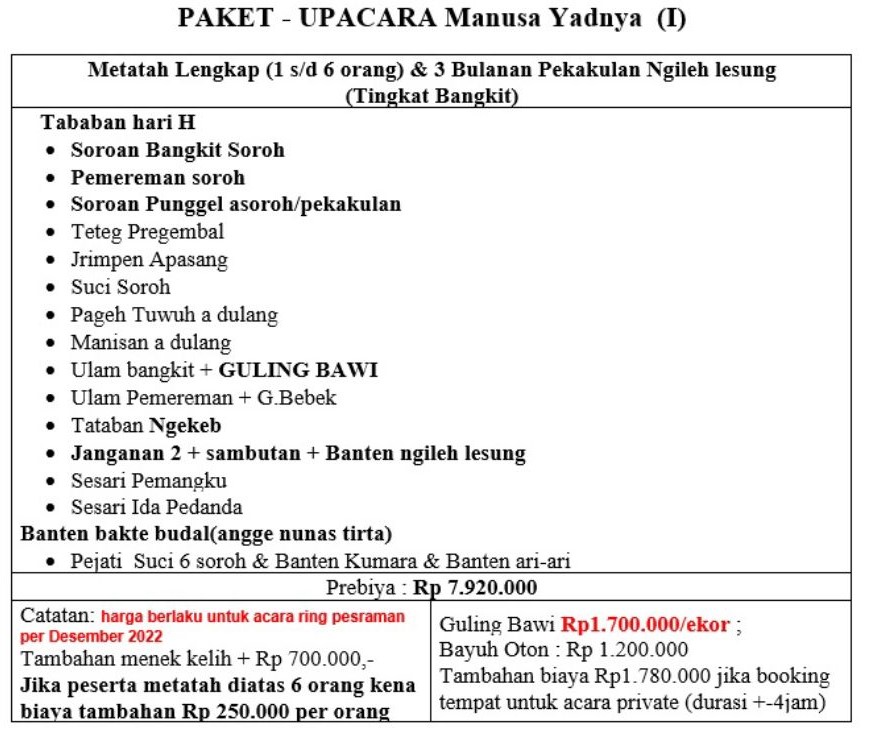 PAKET - UPACARA Manusa Yadnya (I)
Metatah Lengkap (1 s/d 6 orang) & 3 Bulanan Pekakulan Ngileh lesung
(Tingkat Bangkit)
Tababan hari H
• Soroan Bangkit Soroh
• Pemereman soroh
• Soroan Punggel asoroh/pekakulan
• Teteg Pregembal
• Jrimpen Apasang
• Suci Soroh
• Pageh Tuwuh a dulang
• Manisan a dulang
• Ulam bangkit + GULING BAWI
• Ulam Pemereman + G.Bebek
• Tataban Ngekeb
• Janganan 2 + sambutan + Banten ngileh lesung
• Sesari Pemangku
• Sesari Ida Pedanda
Banten bakte budal(angge nunas tirta)
• Pejati Suci 6 soroh & Banten Kumara & Banten ari-ari
Prebiya : Rp 7.920.000
Catatan: harga berlaku untuk acara ring pesraman
per Desember 2022
Tambahan menek kelih + Rp 700.000,-
Jika peserta metatah diatas 6 orang kena
biaya tambahan Rp 250.000 per orang
Guling Bawi Rp1.700.000/ekor ;
Bayuh Oton : Rp 1.200.000
Tambahan biaya Rp1.780.000 jika booking
tempat untuk acara private (durasi +-4jam)